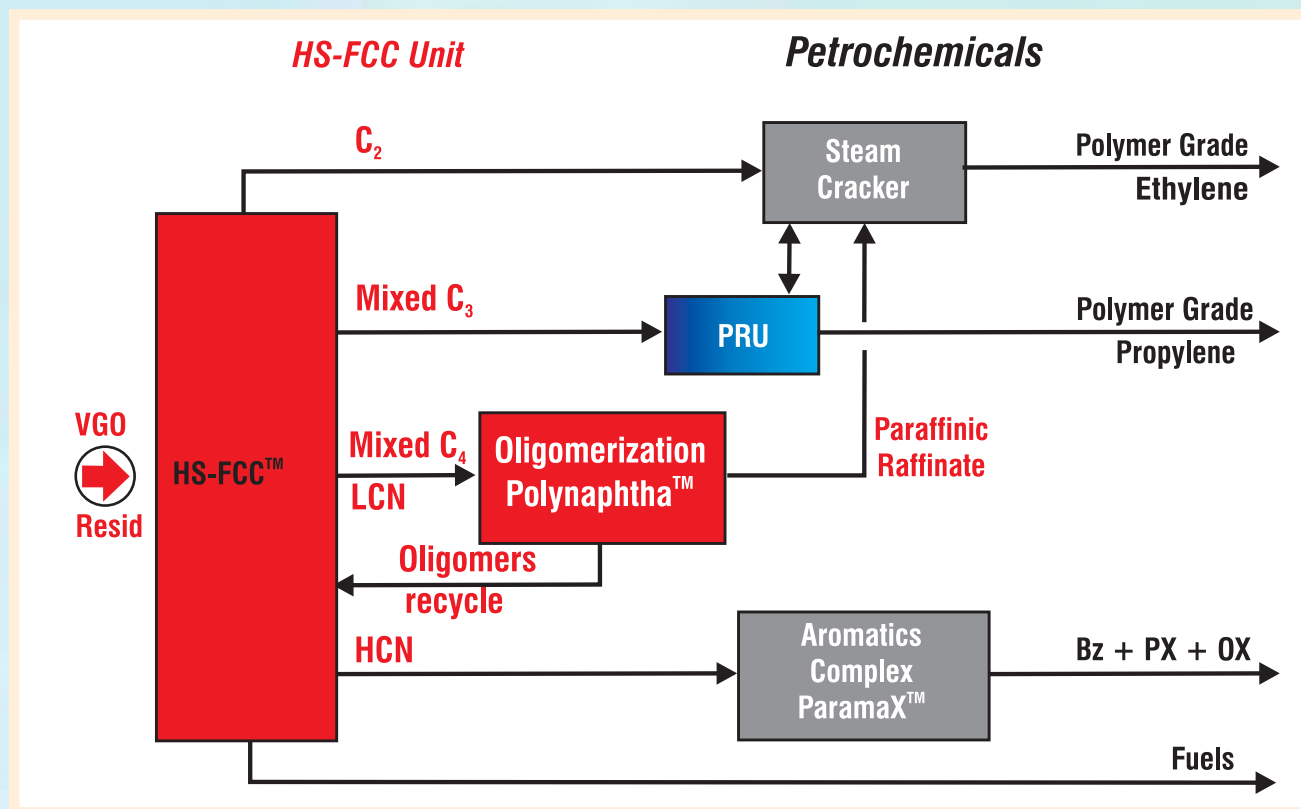 HS-FCC Unit
Petrochemicals
C₂
Steam
Cracker
Polymer Grade
Ethylene
Mixed C₃
PRU
Polymer Grade
Propylene
VGO
Resid
HS-FCC™
Mixed C₄
LCN
Oligomerization
Polynaphtha™
Paraffinic
Raffinate
Oligomers
recycle
HCN
Aromatics
Complex
ParamaX™
Bz + PX + OX
Fuels